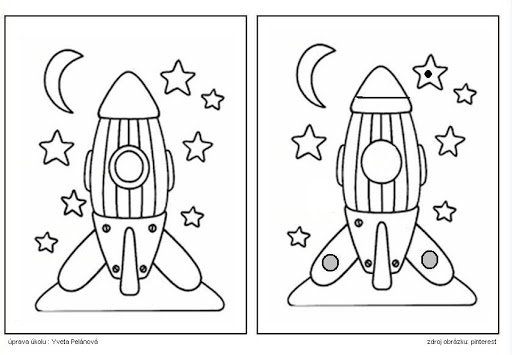 úprava úkolu : Yveta Pelánová
zdroj obrázku: pinterest